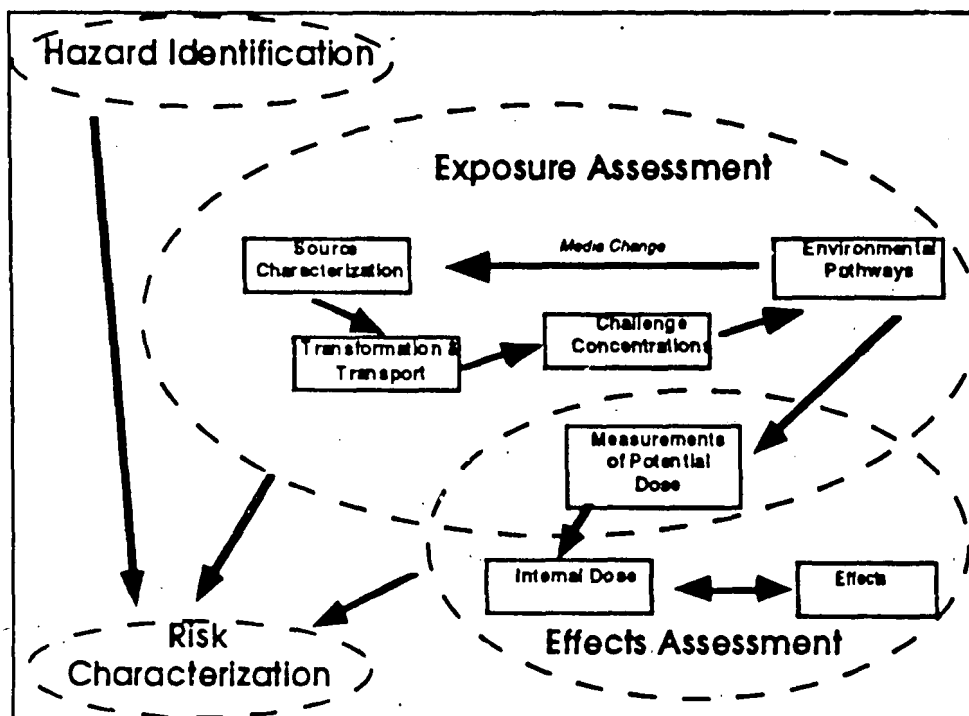 Hazard Identification
Exposure Assessment
Source
Characterization
Media Change
Environmental
Pathways
Transformation &
Transport
Challenge
Concentrations
Measurements
of Potential
Dose
Internal Dose
Effects
Effects Assessment
Risk
Characterization